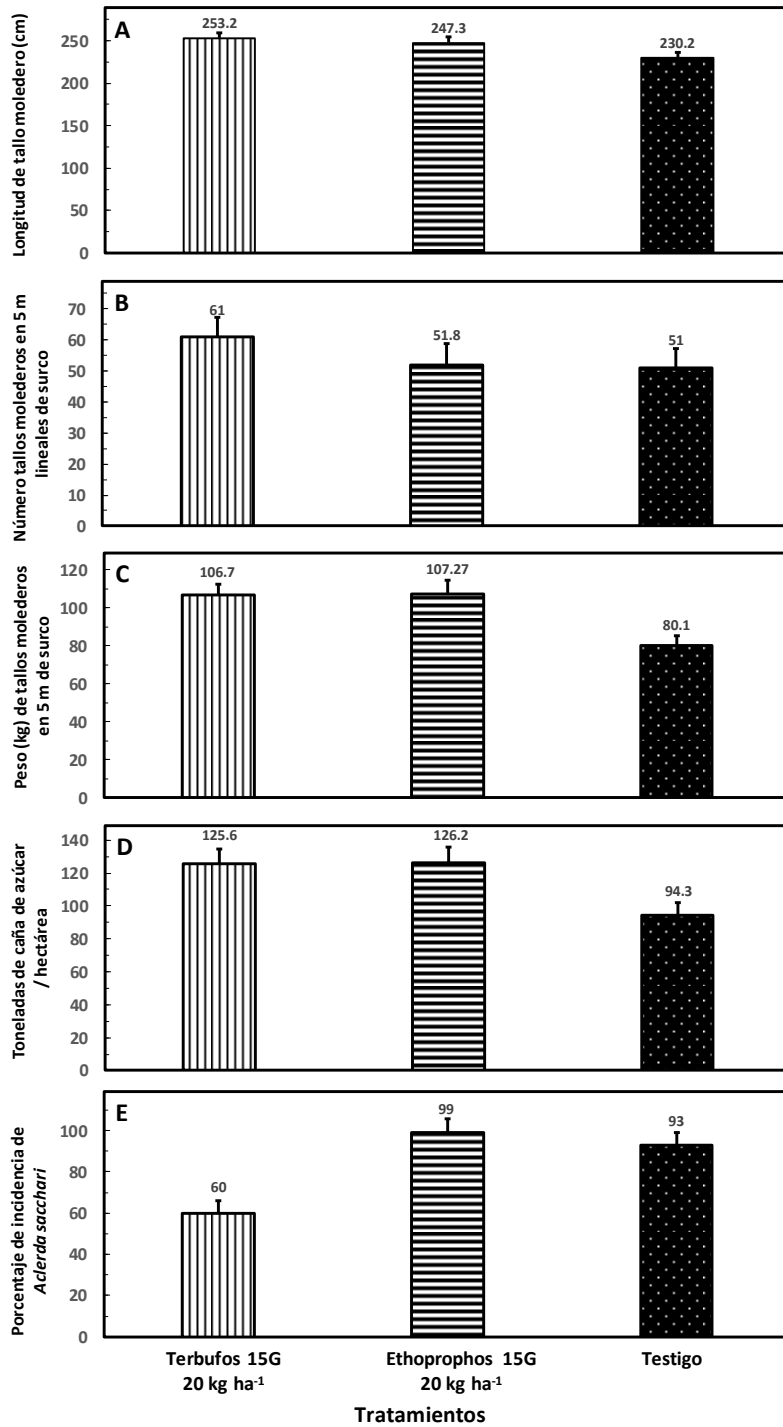 A
Longitud de tallo moledero (cm)
250
200
150
100
50
0
253.2
247.3
230.2
B
Número tallos molederos en 5 m
lineales de surco
70
60
50
40
30
20
10
0
61
51.8
51
C
Peso (kg) de tallos molederos
en 5 m de surco
120
100
80
60
40
20
0
106.7
107.27
80.1
D
Toneladas de caña de azúcar
/ hectárea
140
120
100
80
60
40
20
0
125.6
126.2
94.3
E
Porcentaje de incidencia de
Aclerda sacchari
100
80
60
40
20
0
60
99
93
Terbufos 15G
20 kg ha⁻¹
Ethoprophos 15G
20 kg ha⁻¹
Testigo
Tratamientos